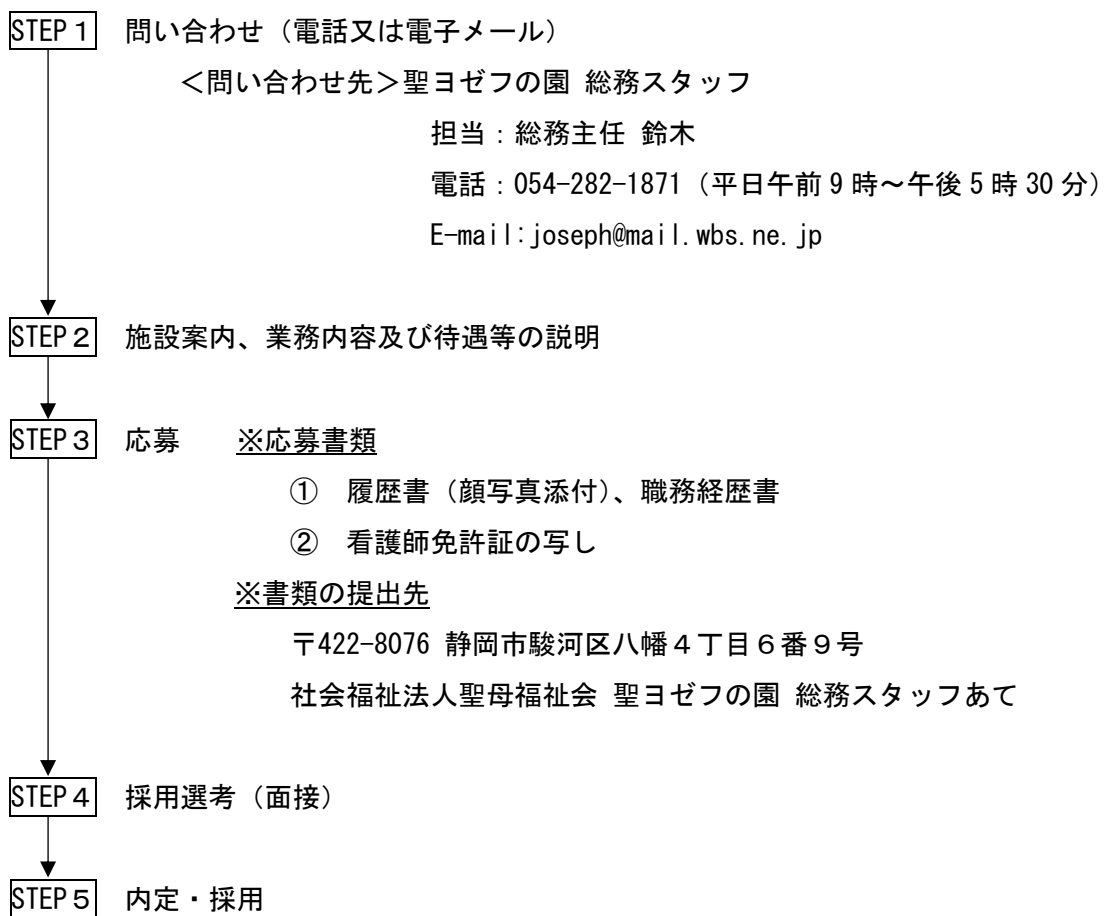 STEP１ 問い合わせ（電話又は電子メール）
＜問い合わせ先＞聖ヨゼフの園 総務スタッフ
担当：総務主任 鈴木
電話：054-282-1871（平日午前９時～午後５時30分）
E-mail:joseph@mail.wbs.ne.jp
STEP２ 施設案内、業務内容及び待遇等の説明
STEP３ 応募 ※応募書類
① 履歴書（顔写真添付）、職務経歴書
② 看護師免許証の写し
※書類の提出先
〒422-8076 静岡市駿河区八幡４丁目６番９号
社会福祉法人聖母福祉会 聖ヨゼフの園 総務スタッフあて
STEP４ 採用選考（面接）
STEP５ 内定・採用